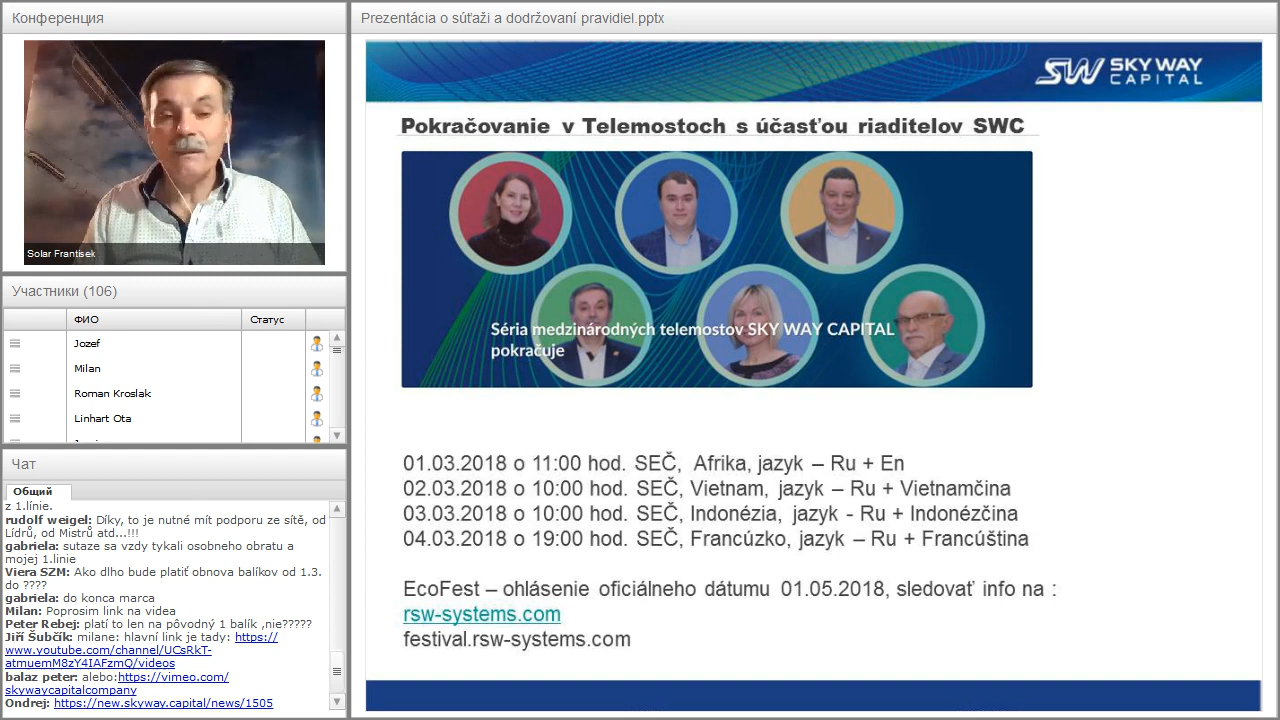 Конференция
Solar Frantisek
Участники (106)
ФИО
Статус
Jozef
Milan
Roman Kroslak
Linhart Ota
Чат
Общий
z 1.línie.
rudolf weigel: Díky, to je nutné mít podporu ze sítě, od
Lídrů, od Mistrů atd...!!!
gabriela: sutaze sa vzdy tykali osobneho obratu a
mojej 1.linie
Viera SZM: Ako dlho bude platiť obnova balíkov od 1.3.
do ????
gabriela: do konca marca
Milan: Poprosim link na videa
Peter Rebej: platí to len na pôvodný 1 balík ,nie?????
Jiří Šubčík: milane: hlavní link je tady: https://
www.youtube.com/channel/UCsRkT-
atmuemMJzY4IAFzmQ/videos
balaz peter: alebo:https://vimeo.com/
skywaycapitalcompany
Ondrej: https://new.skyway.capital/news/1505
Prezentácia o súťaži a dodržovaní pravidiel.pptx
SW SKY WAY
CAPITAL
Pokračovanie v Telemostoch s účasťou riaditelov SWC
Séria medzinárodných telemostov SKY WAY CAPITAL
pokračuje
01.03.2018 o 11:00 hod. SEČ, Afrika, jazyk – Ru + En
02.03.2018 o 10:00 hod. SEČ, Vietnam, jazyk – Ru + Vietnamčina
03.03.2018 o 10:00 hod. SEČ, Indonézia, jazyk - Ru + Indonézčina
04.03.2018 o 19:00 hod. SEČ, Francúzko, jazyk – Ru + Francúština
EcoFest – ohlásenie oficiálneho dátumu 01.05.2018, sledovať info na :
rsw-systems.com
festival.rsw-systems.com